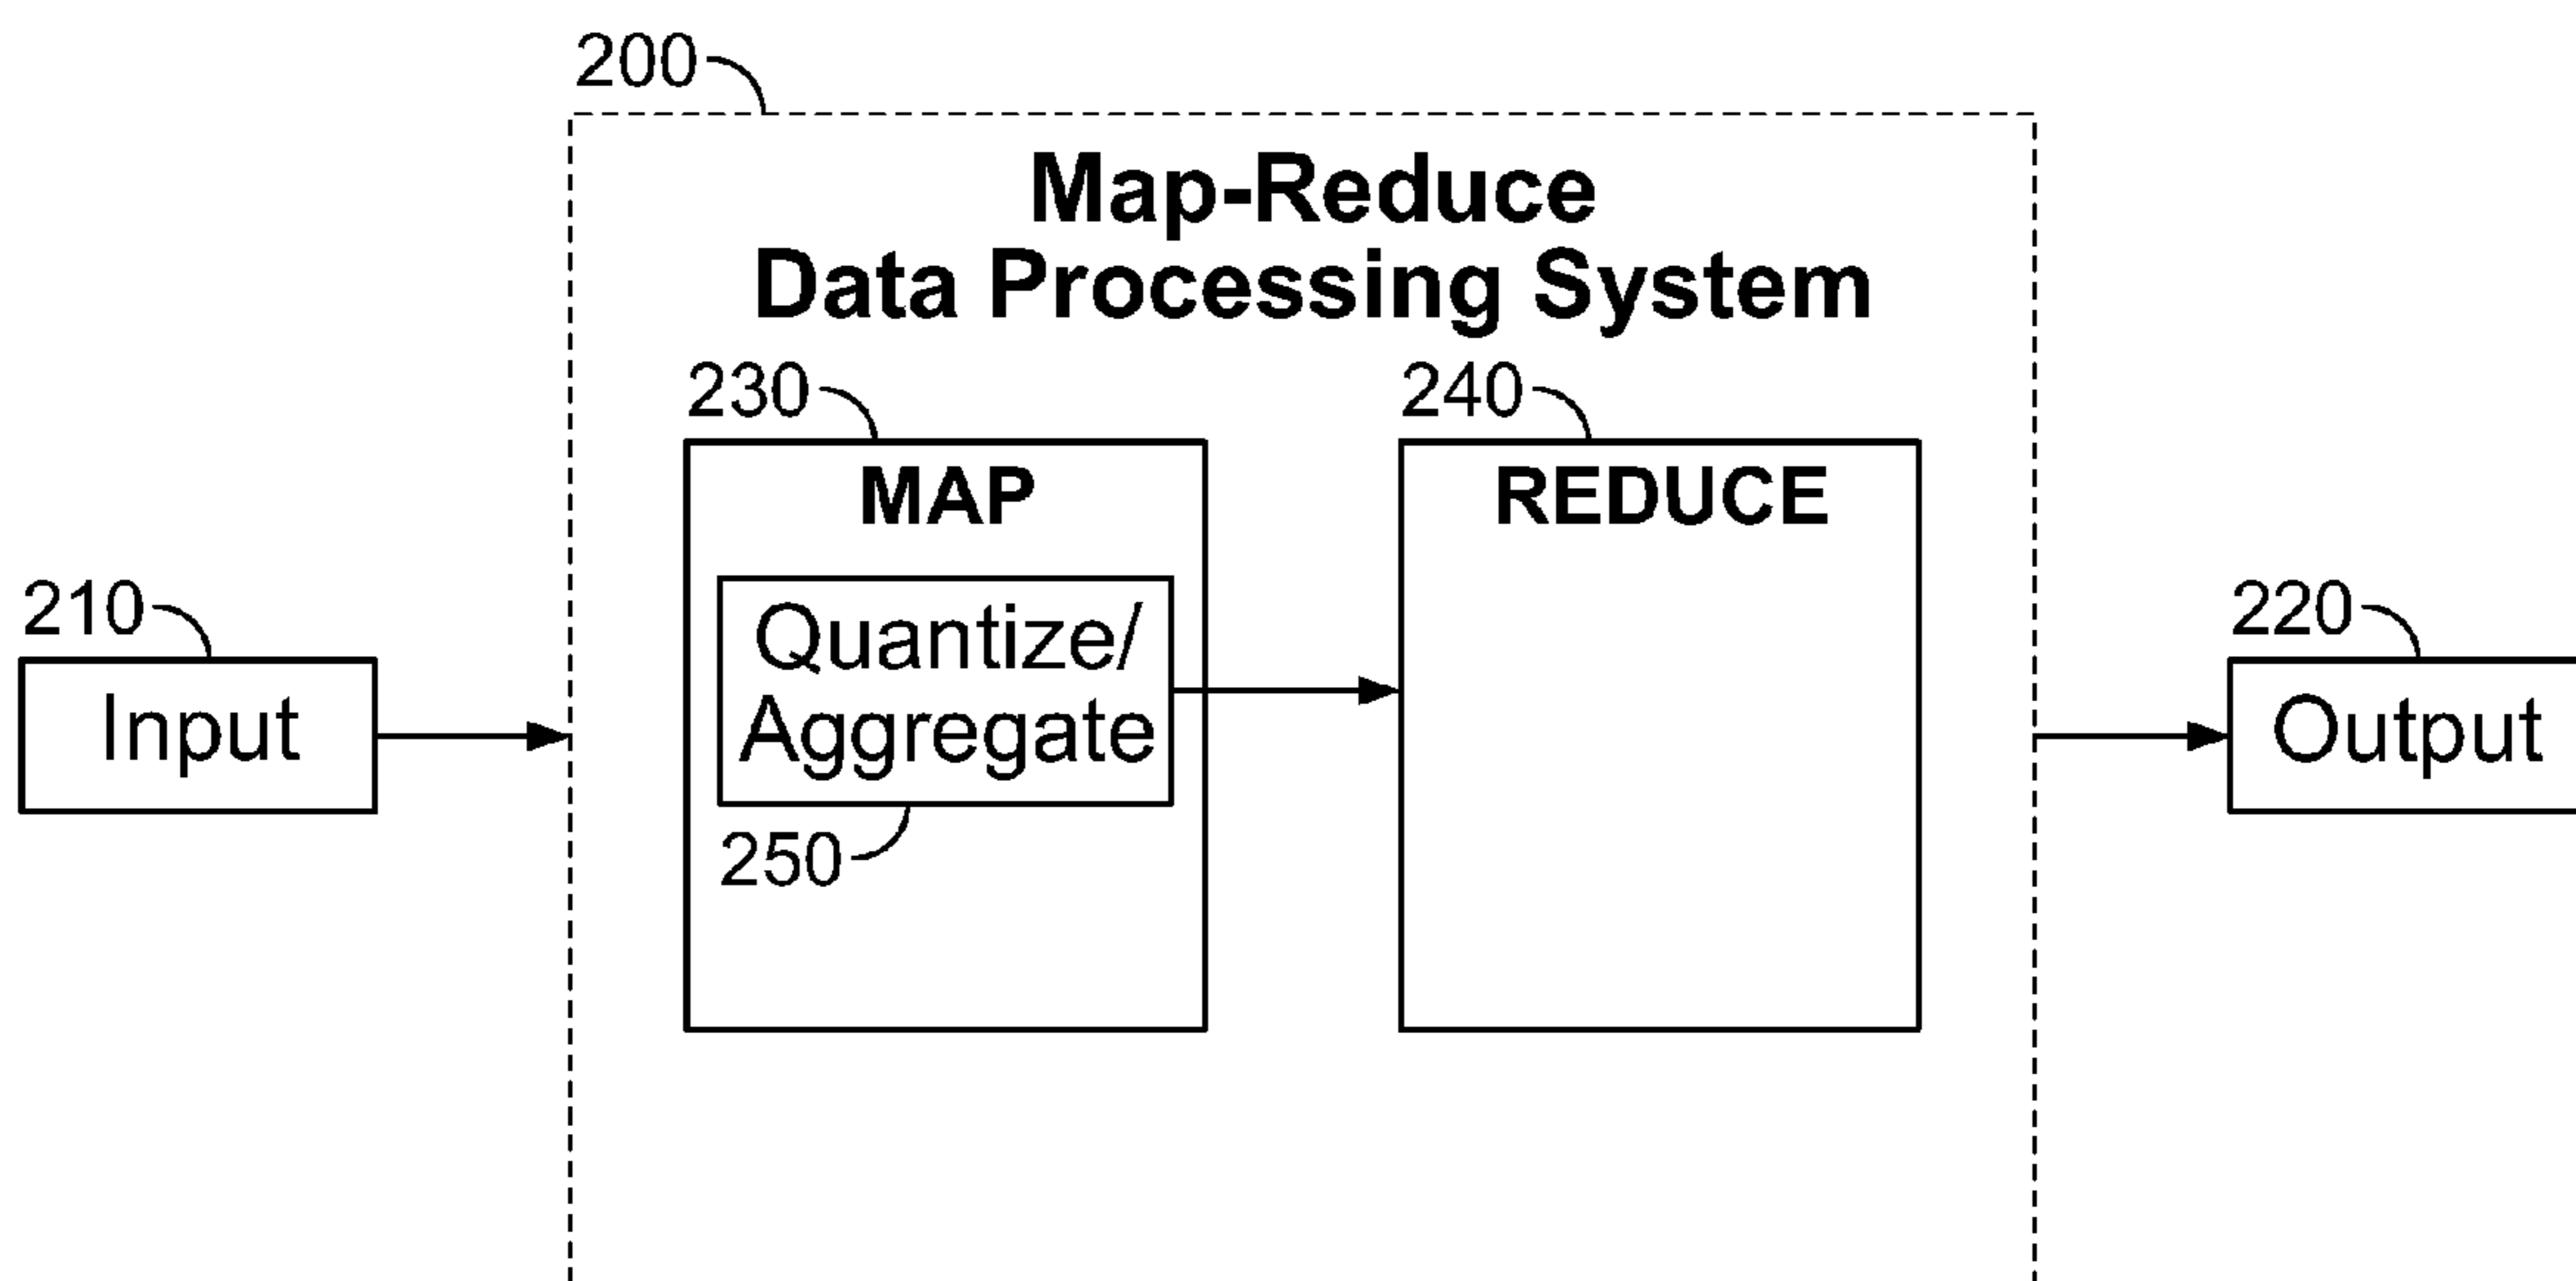 200
Map-Reduce
Data Processing System
230
240
MAP
REDUCE
210
Input
Quantize/
Aggregate
250
220
Output